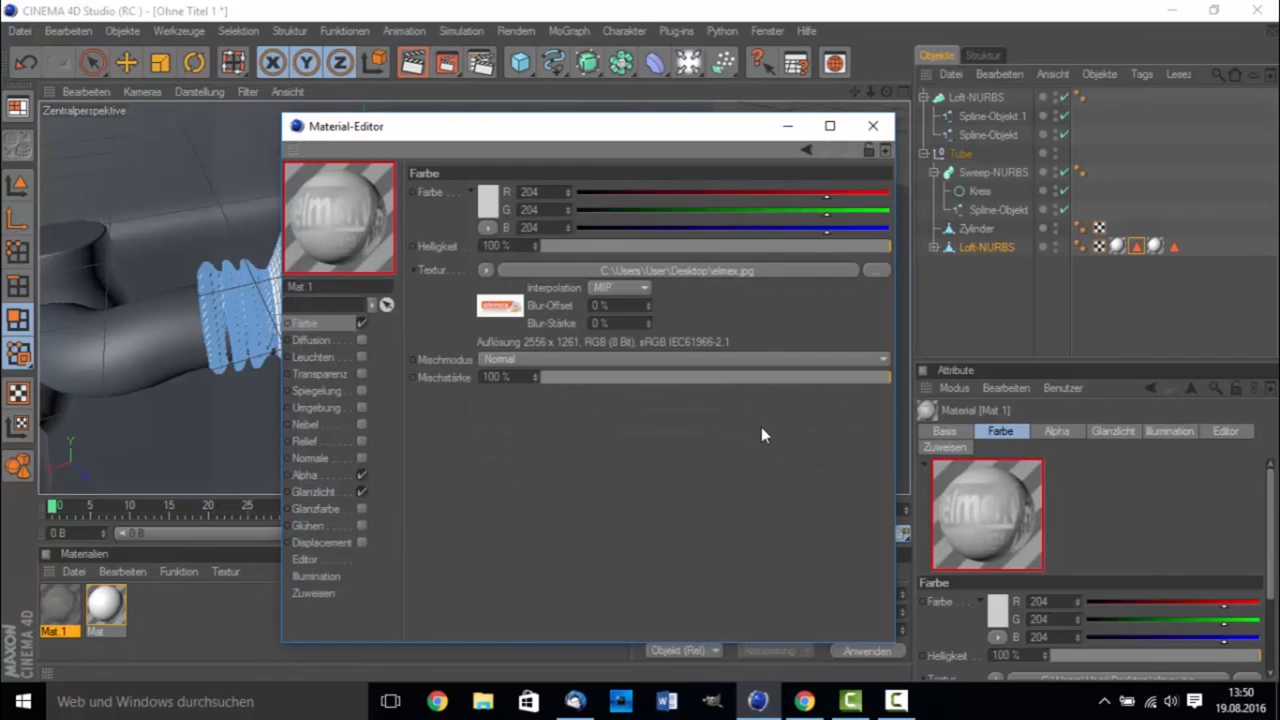 CINEMA 4D Studio (RC ) - [Ohne Titel 1 *]
Datei Bearbeiten Objekte Werkzeuge Selektion Struktur Funktionen Animation Simulation Rendern MoGraph Charakter Plug-ins Python Fenster Hilfe
X Y Z
Objekte Struktur
Datei Bearbeiten Ansicht Objekte Tags Lesez
Loft-NURBS
Spline-Objekt.1
Spline-Objekt
Tube
Sweep-NURBS
Kreis
Spline-Objekt
Zylinder
Loft-NURBS
Bearbeiten Kameras Darstellung Filter Ansicht
Zentralperspektive
Y
Material-Editor
Mat.1
Farbe
Diffusion
Leuchten
Transparenz
Spiegelung
Umgebung
Nebel
Relief
Normale
Alpha
Glanzlicht
Glanzfarbe
Glühen
Displacement
Editor
Illumination
Zuweisen
Farbe
Farbe R 204
G 204
B 204
Helligkeit 100 %
Textur C:\Users\User\Desktop\elmex.jpg ...
Interpolation MIP
Blur-Offset 0 %
Blur-Stärke 0 %
Auflösung 2556 x 1261, RGB (8 Bit), sRGB IEC61966-2.1
Mischmodus Normal
Mischstärke 100 %
Attribute
Modus Bearbeiten Benutzer
Material [Mat.1]
Basis Farbe Alpha Glanzlicht Illumination Editor
Zuweisen
Farbe
Farbe R 204
G 204
B 204
Helligkeit 100 %
0 5 10 15 20 25
0 B 0 B
Materialien
Datei Bearbeiten Funktion Textur
Mat.1 Mat
Objekt (Rel) Anwenden
MAXON
CINEMA 4D
Web und Windows durchsuchen
13:50
19.08.2016